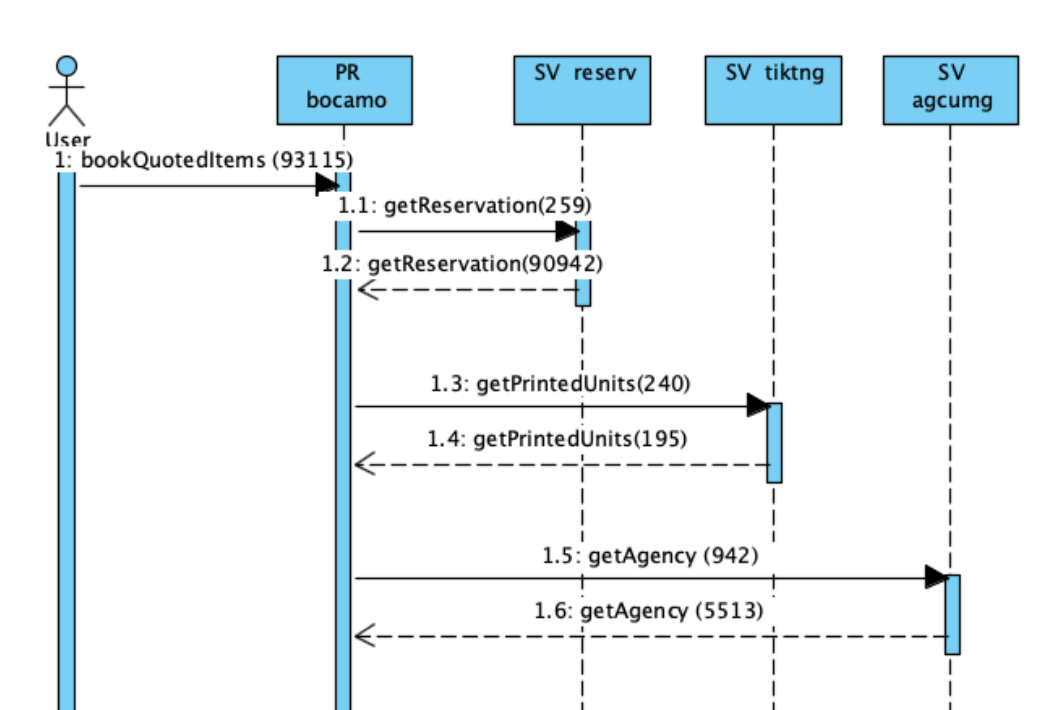 PR
bocamo
SV reserv
SV tiktng
SV
agcumg
User
1: bookQuotedItems (93115)
1.1: getReservation(259)
1.2: getReservation(90942)
1.3: getPrintedUnits(240)
1.4: getPrintedUnits(195)
1.5: getAgency (942)
1.6: getAgency (5513)